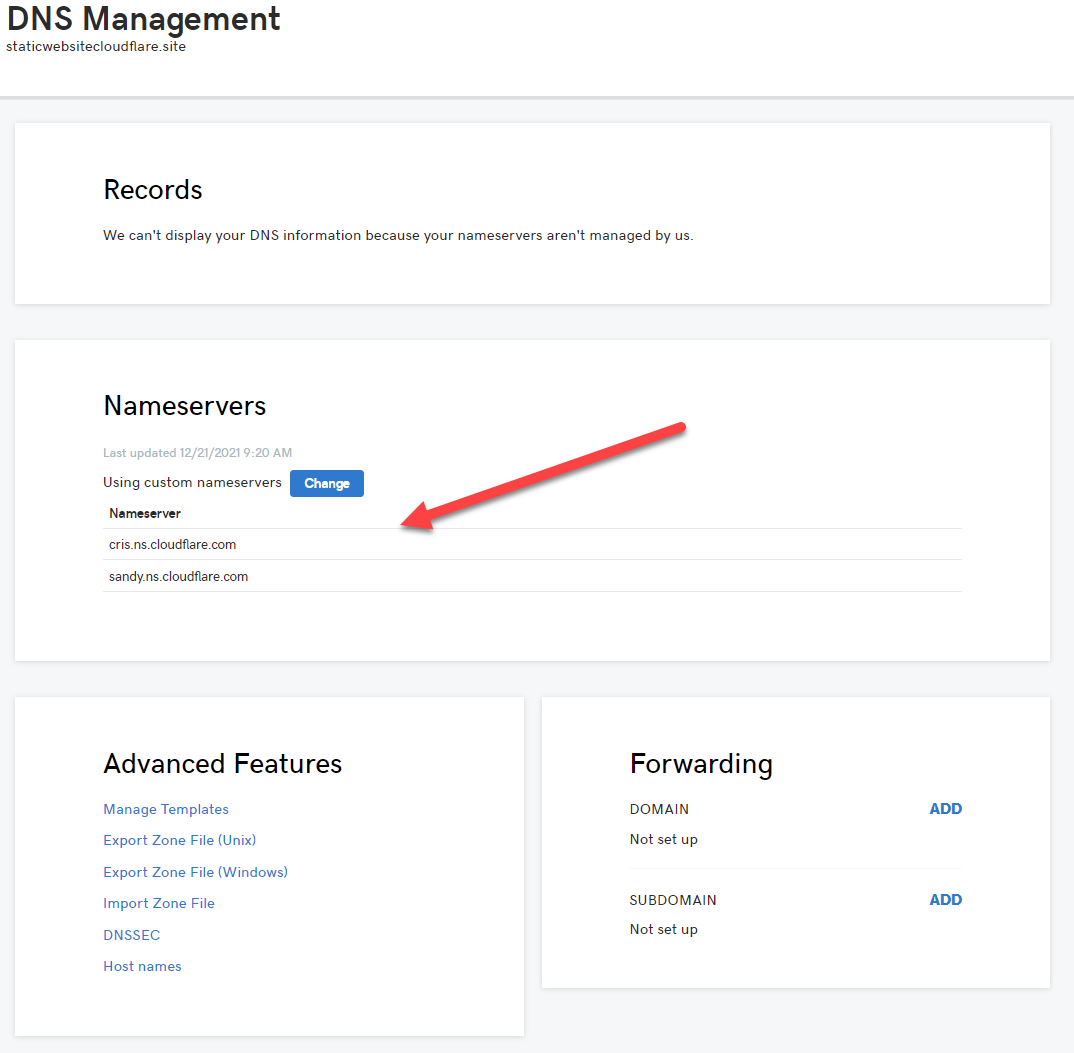 DNS Management
staticwebsitecloudflare.site
Records
We can't display your DNS information because your nameservers aren't managed by us.
Nameservers
Last updated 12/21/2021 9:20 AM
Using custom nameservers Change
Nameserver
cris.ns.cloudflare.com
sandy.ns.cloudflare.com
Advanced Features
Manage Templates
Export Zone File (Unix)
Export Zone File (Windows)
Import Zone File
DNSSEC
Host names
Forwarding
DOMAIN ADD
Not set up
SUBDOMAIN ADD
Not set up